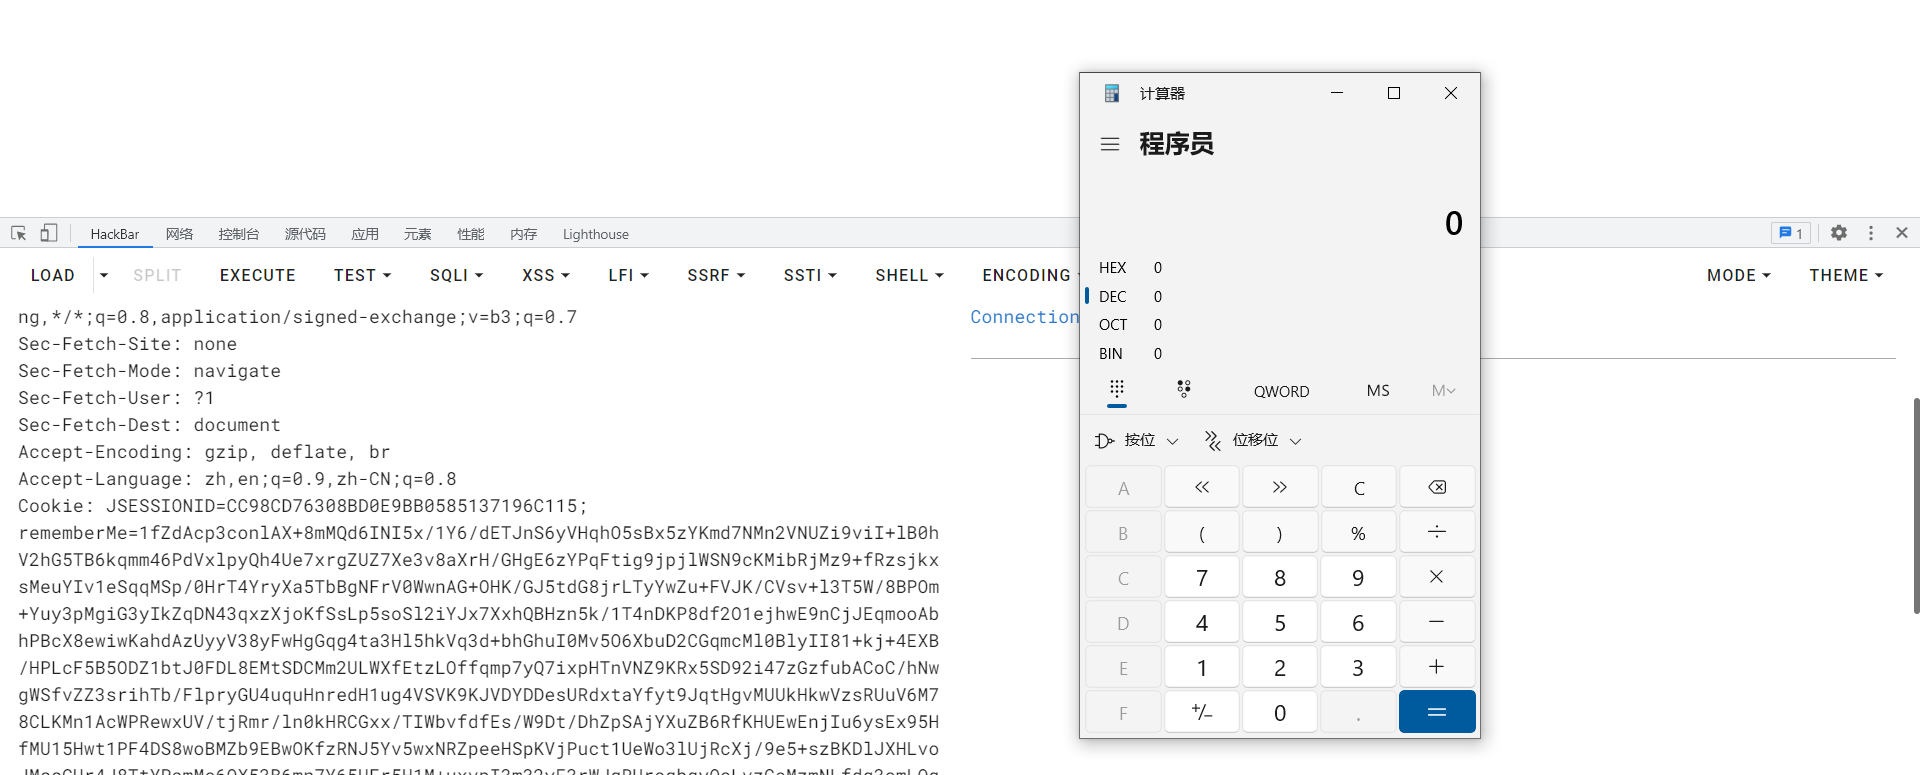 计算器
程序员
0
HEX 0
DEC 0
OCT 0
BIN 0
QWORD MS M
按位 位移位
A « » C
B ( ) % ÷
C 7 8 9 ×
D 4 5 6 −
E 1 2 3 +
F +/− 0 . =
HackBar 网络 控制台 源代码 应用 元素 性能 内存 Lighthouse 1
LOAD SPLIT EXECUTE TEST SQLI XSS LFI SSRF SSTI SHELL ENCODING MODE THEME
ng,*/*;q=0.8,application/signed-exchange;v=b3;q=0.7
Sec-Fetch-Site: none
Sec-Fetch-Mode: navigate
Sec-Fetch-User: ?1
Sec-Fetch-Dest: document
Accept-Encoding: gzip, deflate, br
Accept-Language: zh,en;q=0.9,zh-CN;q=0.8
Cookie: JSESSIONID=CC98CD76308BD0E9BB0585137196C115;
rememberMe=1fZdAcp3conlAX+8mMQd6INI5x/1Y6/dETJnS6yVHqhO5sBx5zYKmd7NMn2VNUZi9viI+lB0h
V2hG5TB6kqmm46PdVxlpyQh4Ue7xrgZUZ7Xe3v8aXrH/GHgE6zYPqFtig9jpjlWSN9cKMibRjMz9+fRzsjkx
sMeuYIv1eSqqMSp/0HrT4YryXa5TbBgNFrV0WwnAG+OHK/GJ5tdG8jrLTyYwZu+FVJK/CVsv+l3T5W/8BPOm
+Yuy3pMgiG3yIkZqDN43qxzXjoKfSsLp5soSl2iYJx7XxhQBHzn5k/1T4nDKP8df2O1ejhwE9nCjJEqmooAb
hPBcX8ewiwKahdAzUyyV38yFwHgGqg4ta3Hl5hkVq3d+bhGhuI0Mv5O6XbuD2CGqmcMl0BlyII81+kj+4EXB
/HPLcF5B5ODZ1btJ0FDL8EMtSDCMm2ULWXfEtzLOffqmp7yQ7ixpHTnVNZ9KRx5SD92i47zGzfubACoC/hNw
gWSfvZZ3srihTb/FlpryGU4uquHnredH1ug4VSVK9KJVDYDDesURdxtaYfyt9JqtHgvMUUkHkwVzsRUuV6M7
8CLKMn1AcWPRewxUV/tjRmr/ln0kHRCGxx/TIWbvfdfEs/W9Dt/DhZpSAjYXuZB6RfKHUEwEnjIu6ysEx95H
fMU15Hwt1PF4DS8woBMZb9EBwOKfzRNJ5Yv5wxNRZpeeHSpKVjPuct1UeWo3lUjRcXj/9e5+szBKDlJXHLvo
Connection